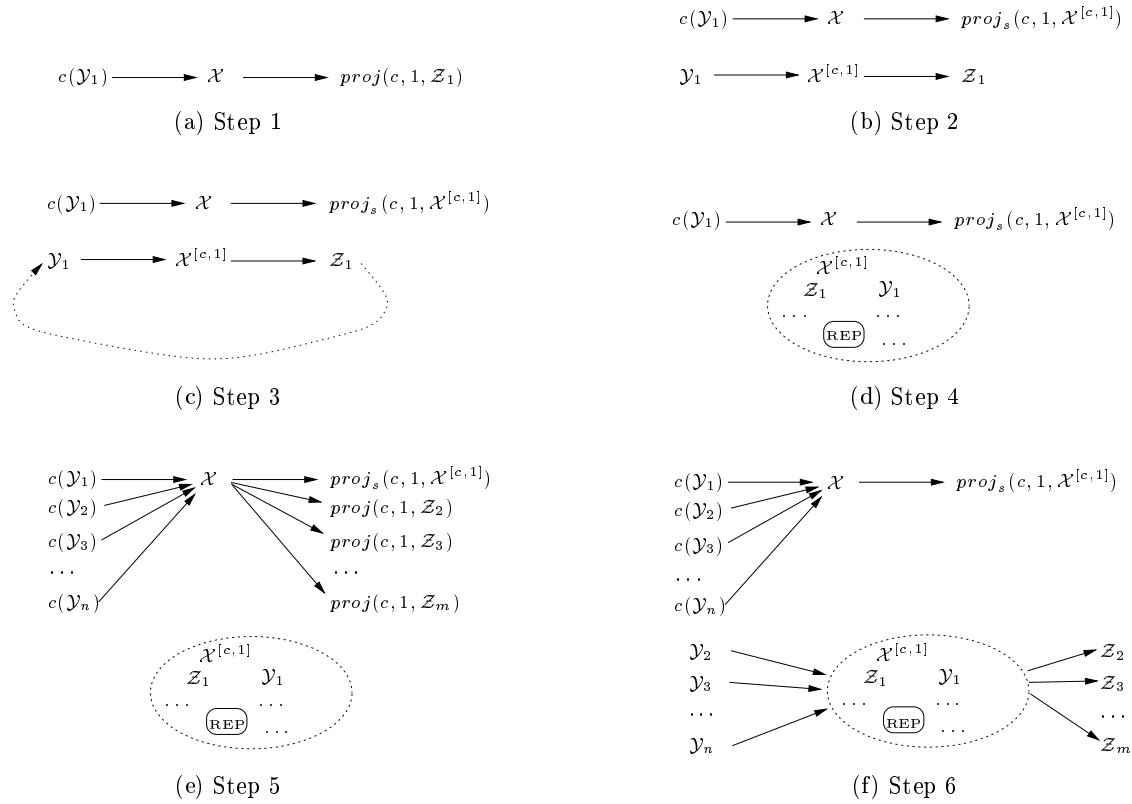 c(𝒴₁) 𝒳 proj(c, 1, 𝒵₁)
(a) Step 1
c(𝒴₁) 𝒳 projₛ(c, 1, 𝒳^[c,1])
𝒴₁ 𝒳^[c,1] 𝒵₁
(b) Step 2
c(𝒴₁) 𝒳 projₛ(c, 1, 𝒳^[c,1])
𝒴₁ 𝒳^[c,1] 𝒵₁
(c) Step 3
c(𝒴₁) 𝒳 projₛ(c, 1, 𝒳^[c,1])
𝒳^[c,1]
𝒵₁ 𝒴₁
... ...
REP
...
(d) Step 4
c(𝒴₁) 𝒳 projₛ(c, 1, 𝒳^[c,1])
c(𝒴₂) proj(c, 1, 𝒵₂)
c(𝒴₃) proj(c, 1, 𝒵₃)
... ...
c(𝒴ₙ) proj(c, 1, 𝒵ₘ)
𝒳^[c,1]
𝒵₁ 𝒴₁
... ...
REP
...
(e) Step 5
c(𝒴₁) 𝒳 projₛ(c, 1, 𝒳^[c,1])
c(𝒴₂)
c(𝒴₃)
...
c(𝒴ₙ)
𝒴₂ 𝒳^[c,1] 𝒵₂
𝒴₃ 𝒵₁ 𝒴₁ 𝒵₃
... ... ... ...
REP
...
𝒴ₙ 𝒵ₘ
(f) Step 6